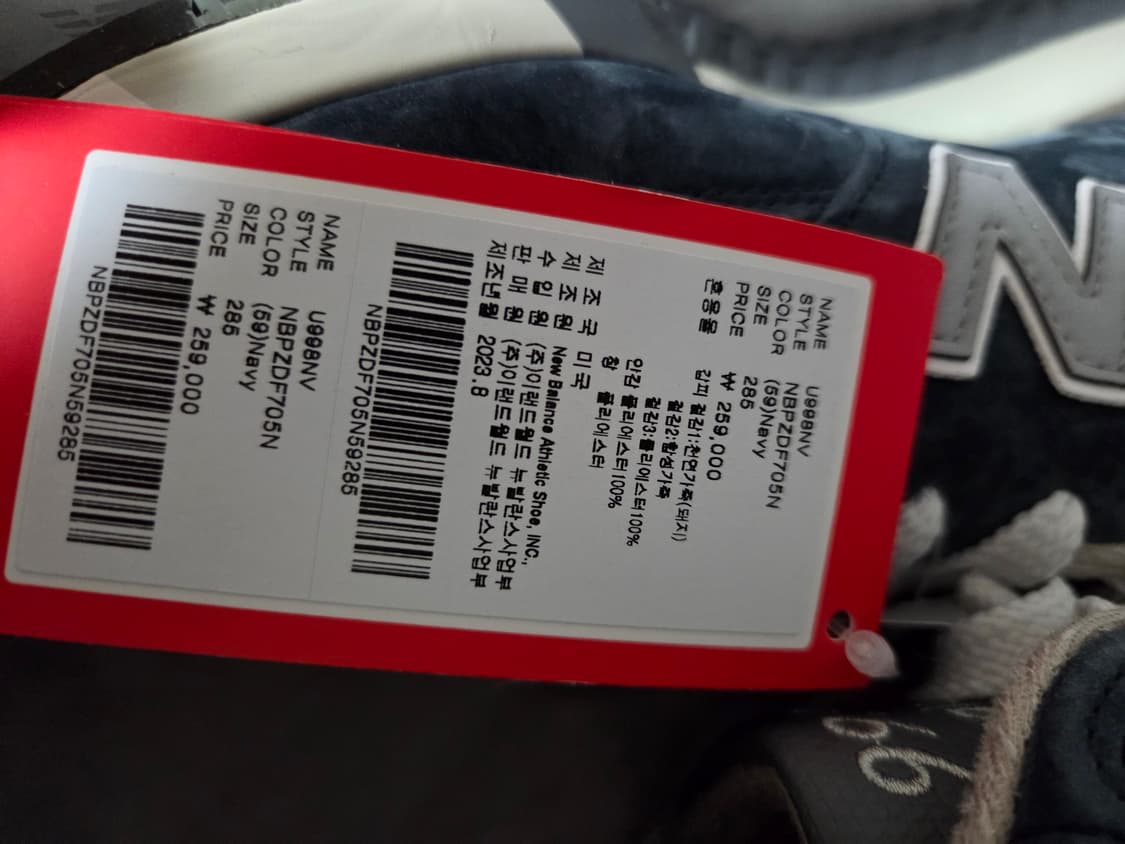 NAME U998NV
STYLE NBPZDF705N
COLOR (59)Navy
SIZE 285
PRICE ₩ 259,000
혼용율 갑피 겉감1:천연가죽(돼지)
겉감2:합성가죽
겉감3:폴리에스터100%
안감 폴리에스터100%
창 폴리에스터
제 조 국 미 국
제 조 원 New Balance Athletic Shoe, INC.,
수 입 원 (주)이랜드월드 뉴발란스사업부
판 매 원 (주)이랜드월드 뉴발란스사업부
제조년월 2023.8
NBPZDF705N59285
NAME U998NV
STYLE NBPZDF705N
COLOR (59)Navy
SIZE 285
PRICE ₩ 259,000
NBPZDF705N59285
N